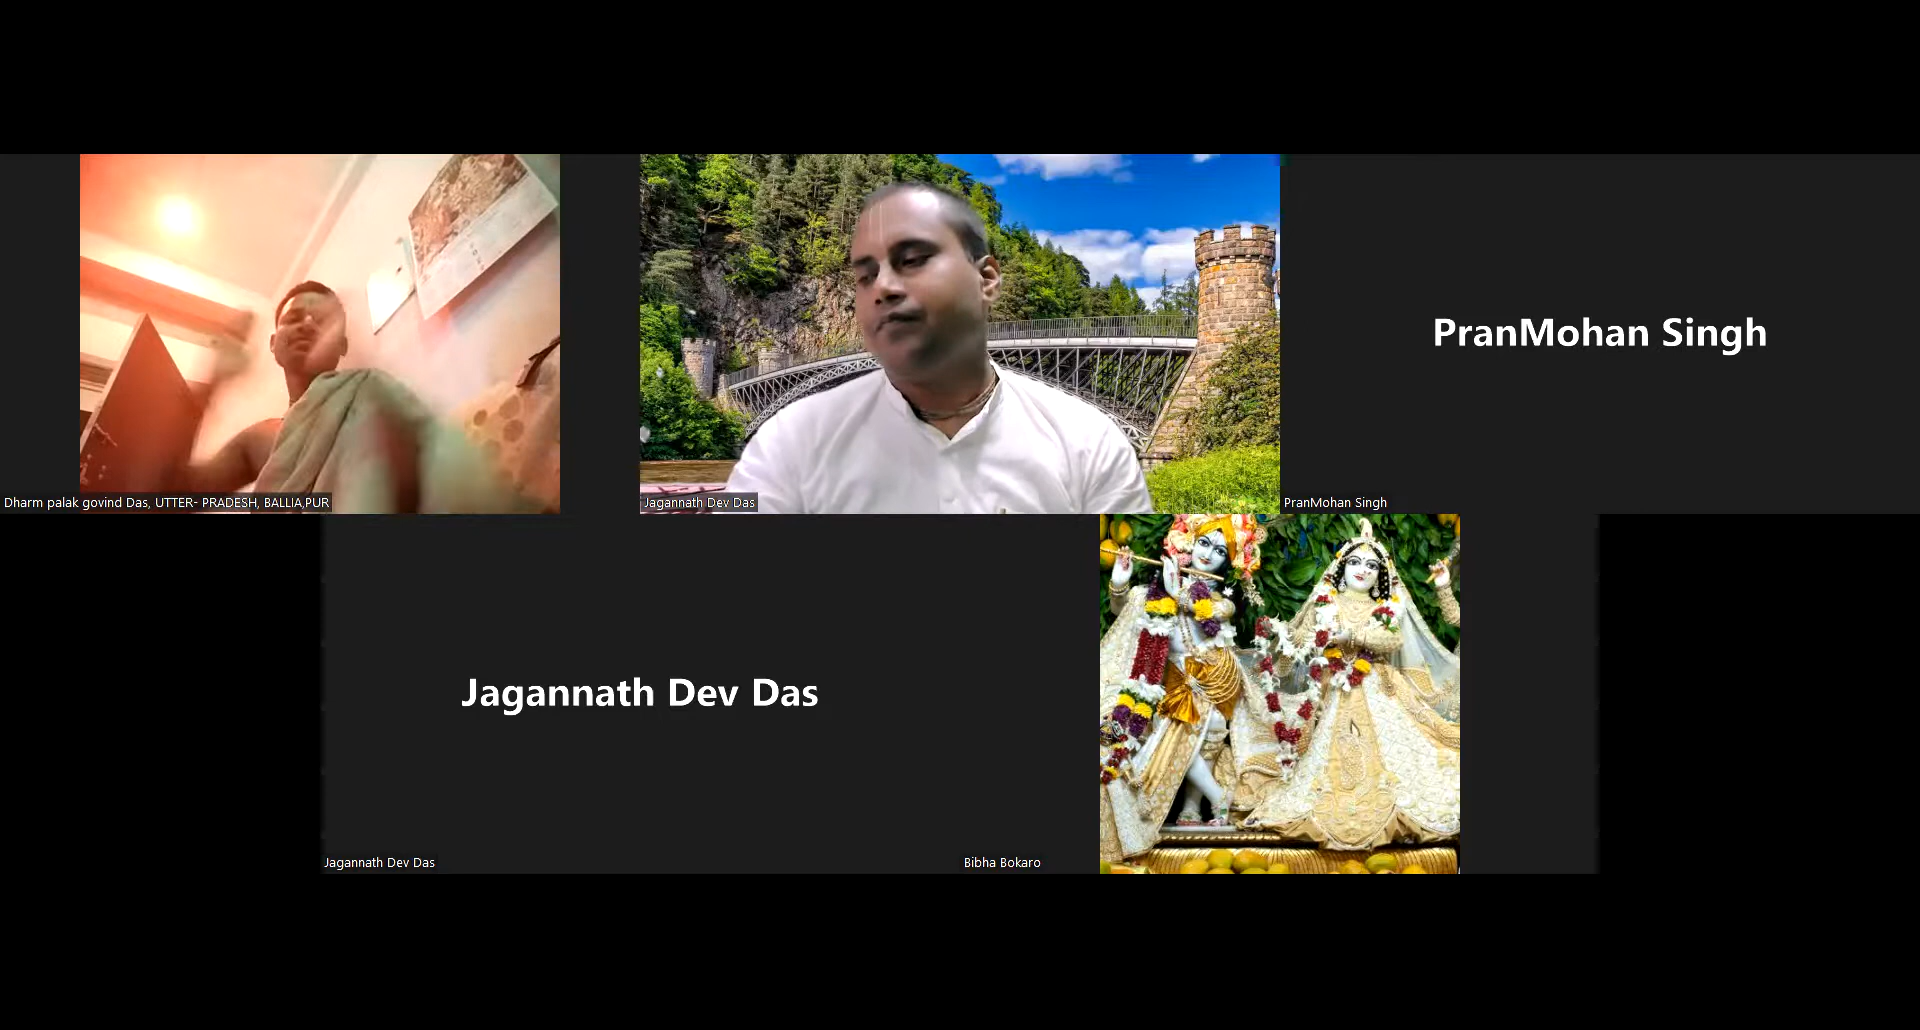 PranMohan Singh
Dharm palak govind Das, UTTER- PRADESH, BALLIA,PUR
Jagannath Dev Das
PranMohan Singh
Jagannath Dev Das
Jagannath Dev Das
Bibha Bokaro